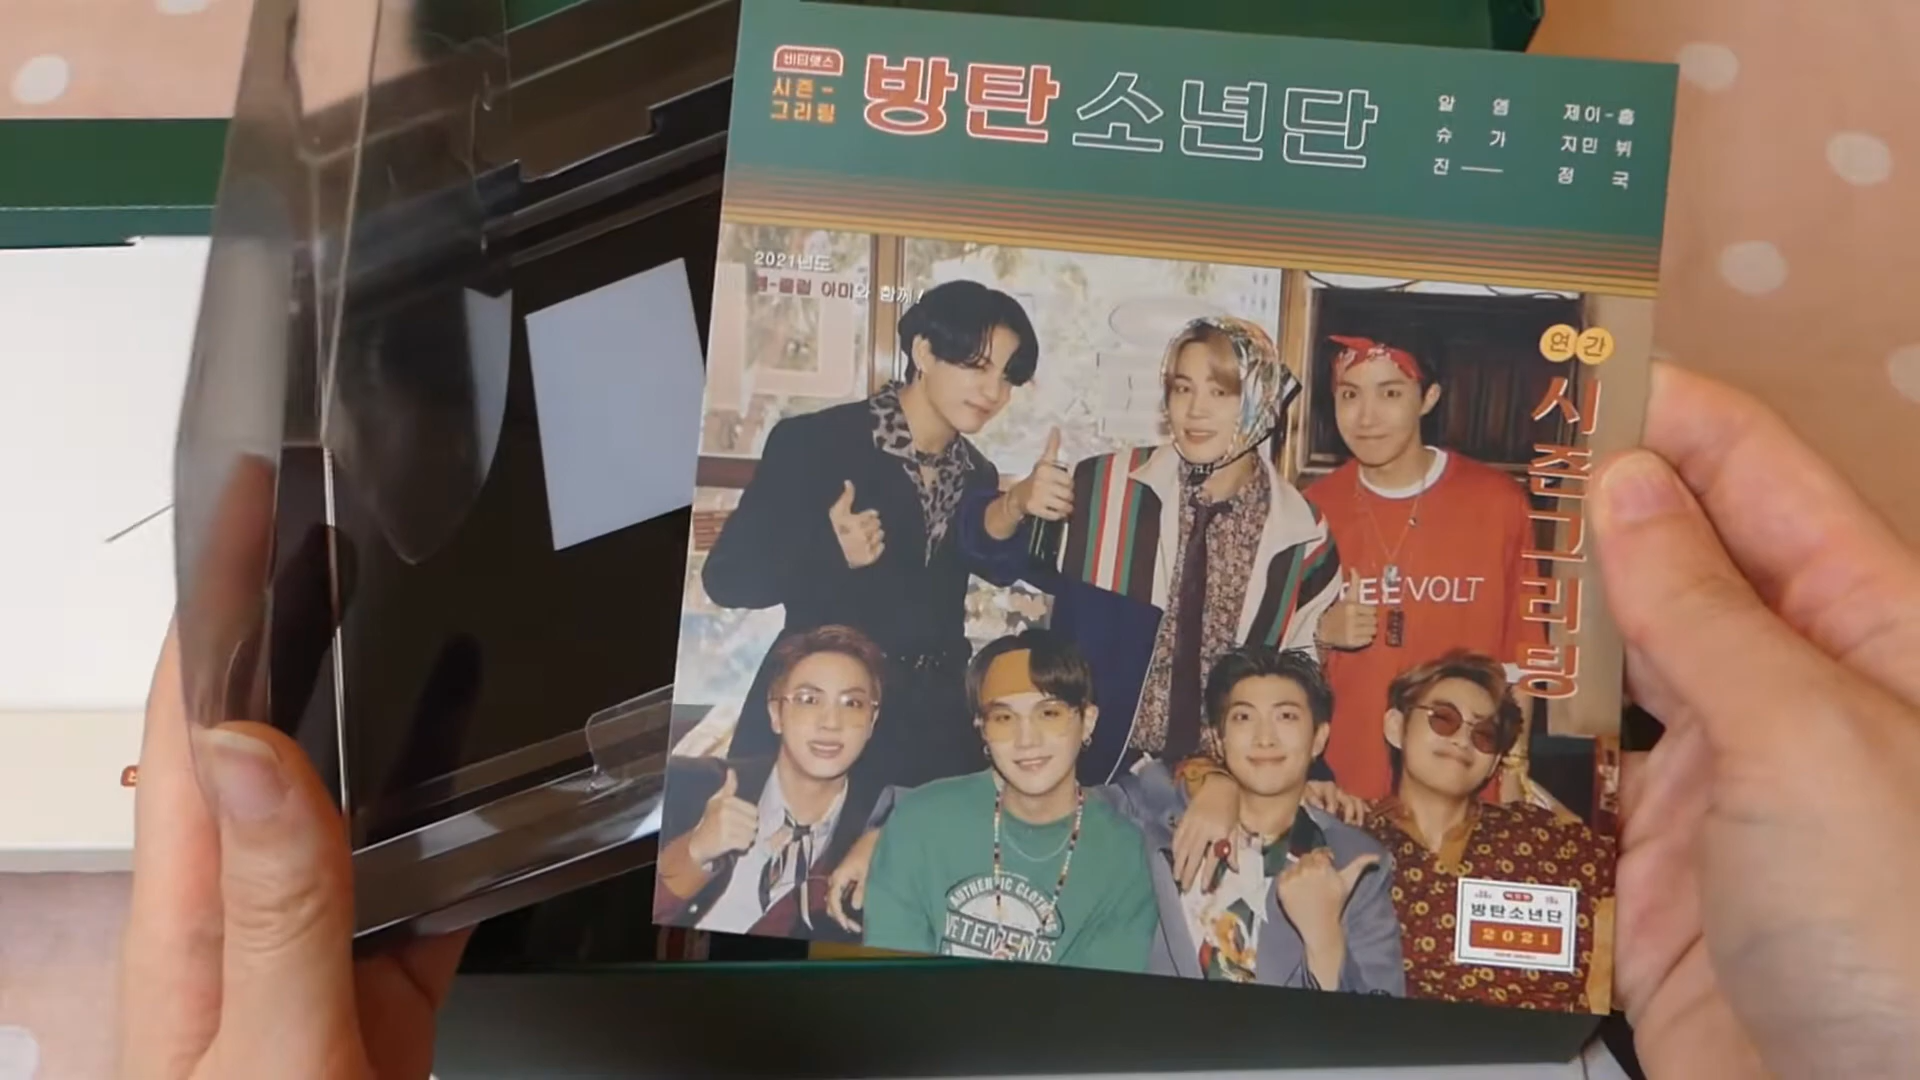 비티엣스
시즌-
그리팅
방탄소년단
알 엠
슈 가
진 —
제이-홉
지민 뷔
정 국
2021년도
아미와 함께!
연간
시즌그리팅
VOLT
AUTHENTIC CLOTHING
VETEMENTS
방탄소년단
2021